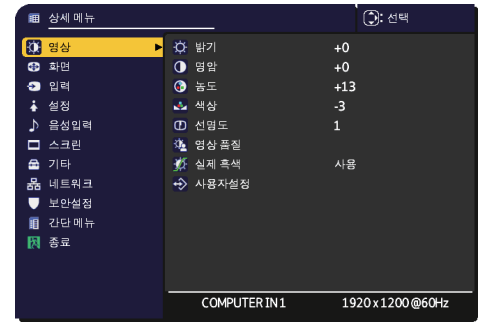 상세 메뉴 : 선택
영상 밝기 +0
화면 명암 +0
입력 농도 +13
설정 색상 -3
음성입력 선명도 1
스크린 영상 품질
기타 실제 흑색 사용
네트워크 사용자설정
보안설정
간단 메뉴
종료
COMPUTER IN 1 1920 x 1200 @60Hz